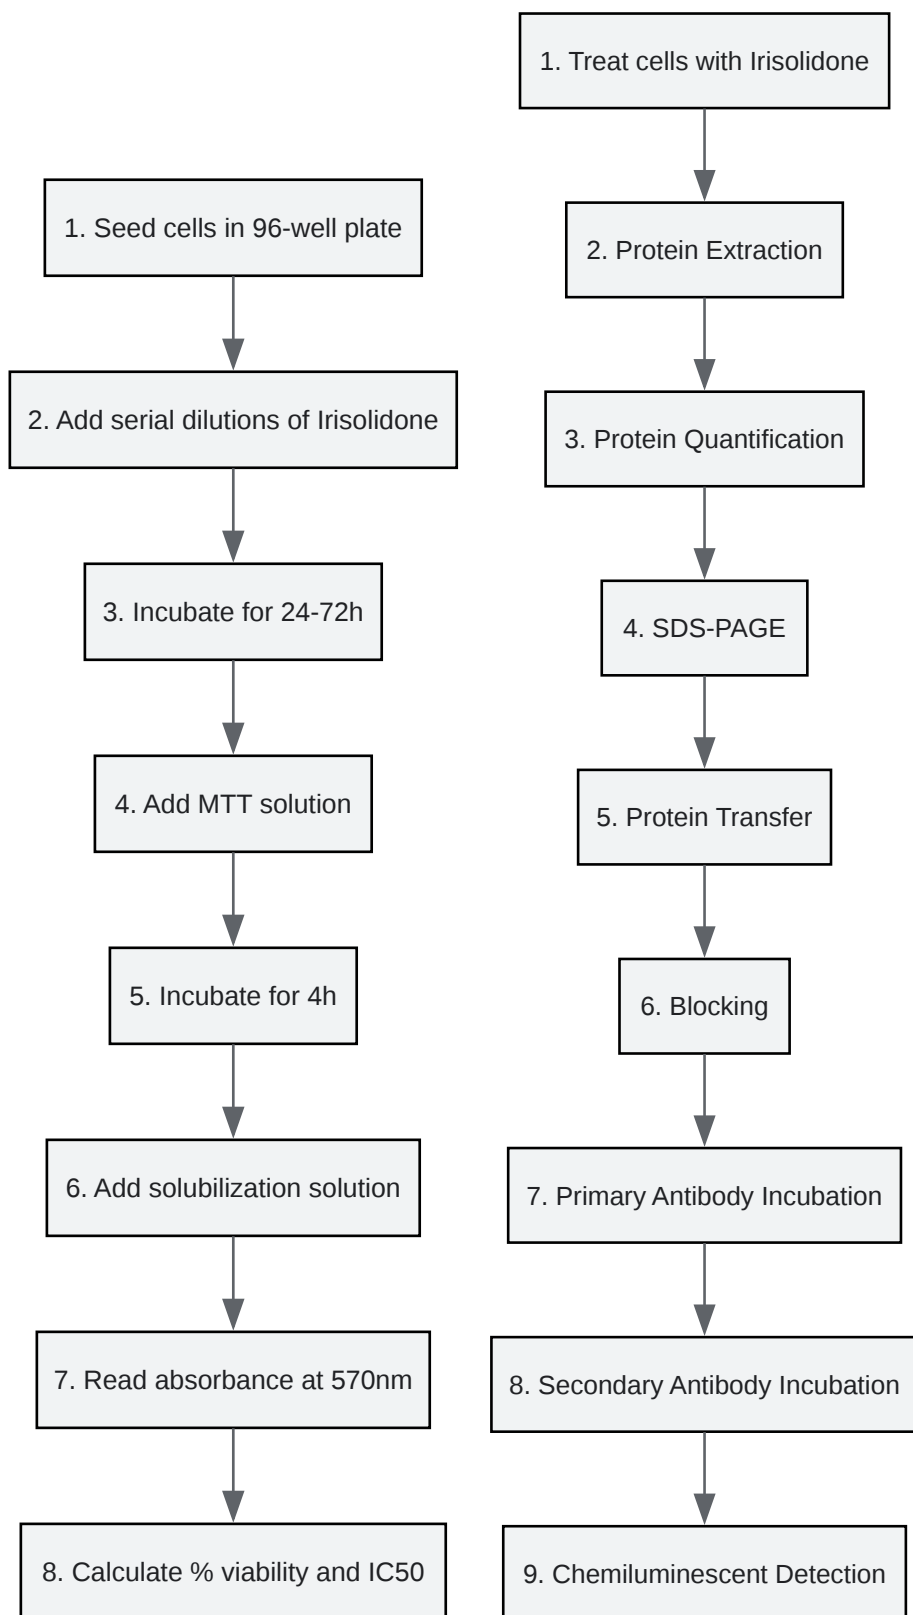 1. Seed cells in 96-well plate
2. Add serial dilutions of Irisolidone
3. Incubate for 24-72h
4. Add MTT solution
5. Incubate for 4h
6. Add solubilization solution
7. Read absorbance at 570nm
8. Calculate % viability and IC50
1. Treat cells with Irisolidone
2. Protein Extraction
3. Protein Quantification
4. SDS-PAGE
5. Protein Transfer
6. Blocking
7. Primary Antibody Incubation
8. Secondary Antibody Incubation
9. Chemiluminescent Detection